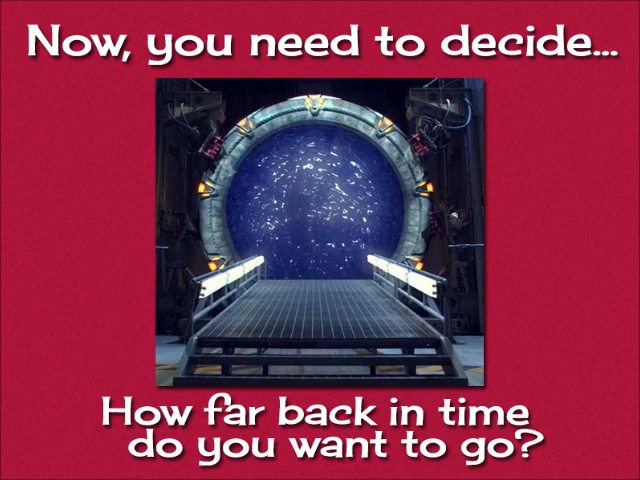 Now, you need to decide...
How far back in time
do you want to go?